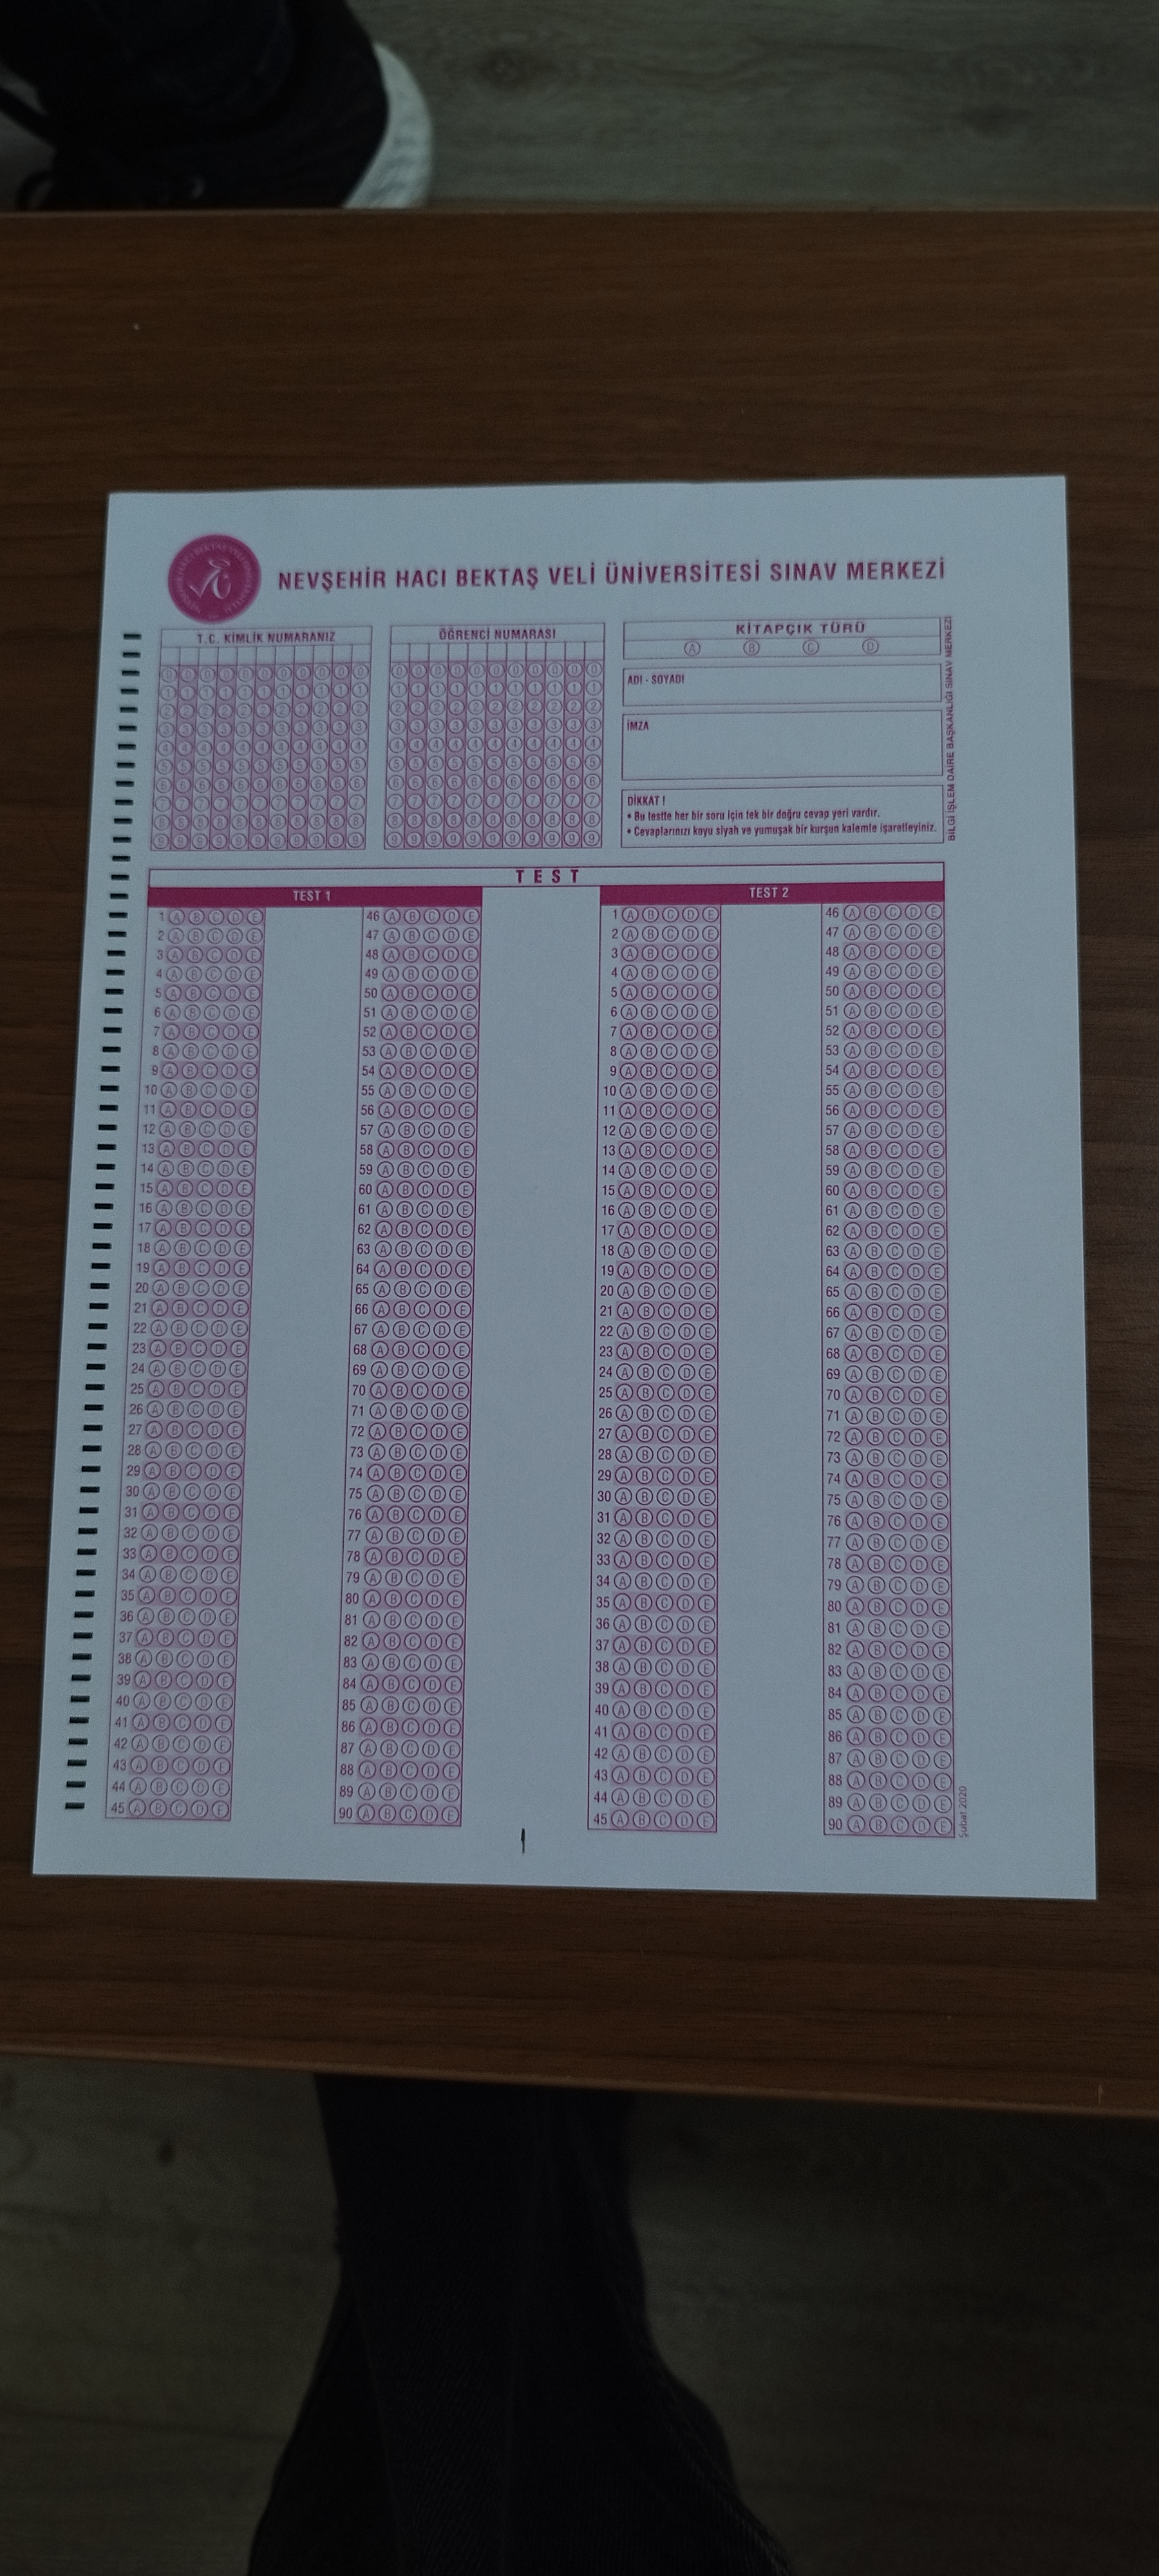 NEVŞEHİR HACI BEKTAŞ VELİ ÜNİVERSİTESİ SINAV MERKEZİ
T.C. KİMLİK NUMARANIZ
0 0 0 0 0 0 0 0 0 0 0
1 1 1 1 1 1 1 1 1 1 1
2 2 2 2 2 2 2 2 2 2 2
3 3 3 3 3 3 3 3 3 3 3
4 4 4 4 4 4 4 4 4 4 4
5 5 5 5 5 5 5 5 5 5 5
6 6 6 6 6 6 6 6 6 6 6
7 7 7 7 7 7 7 7 7 7 7
8 8 8 8 8 8 8 8 8 8 8
9 9 9 9 9 9 9 9 9 9 9
ÖĞRENCİ NUMARASI
0 0 0 0 0 0 0 0 0 0 0
1 1 1 1 1 1 1 1 1 1 1
2 2 2 2 2 2 2 2 2 2 2
3 3 3 3 3 3 3 3 3 3 3
4 4 4 4 4 4 4 4 4 4 4
5 5 5 5 5 5 5 5 5 5 5
6 6 6 6 6 6 6 6 6 6 6
7 7 7 7 7 7 7 7 7 7 7
8 8 8 8 8 8 8 8 8 8 8
9 9 9 9 9 9 9 9 9 9 9
KİTAPÇIK TÜRÜ
A B C D
ADI - SOYADI
İMZA
DİKKAT !
• Bu testte her bir soru için tek bir doğru cevap yeri vardır.
• Cevaplarınızı koyu siyah ve yumuşak bir kurşun kalemle işaretleyiniz.
BİLGİ İŞLEM DAİRE BAŞKANLIĞI SINAV MERKEZİ
TEST
TEST 1 TEST 2
1 A B C D E 46 A B C D E 1 A B C D E 46 A B C D E
2 A B C D E 47 A B C D E 2 A B C D E 47 A B C D E
3 A B C D E 48 A B C D E 3 A B C D E 48 A B C D E
4 A B C D E 49 A B C D E 4 A B C D E 49 A B C D E
5 A B C D E 50 A B C D E 5 A B C D E 50 A B C D E
6 A B C D E 51 A B C D E 6 A B C D E 51 A B C D E
7 A B C D E 52 A B C D E 7 A B C D E 52 A B C D E
8 A B C D E 53 A B C D E 8 A B C D E 53 A B C D E
9 A B C D E 54 A B C D E 9 A B C D E 54 A B C D E
10 A B C D E 55 A B C D E 10 A B C D E 55 A B C D E
11 A B C D E 56 A B C D E 11 A B C D E 56 A B C D E
12 A B C D E 57 A B C D E 12 A B C D E 57 A B C D E
13 A B C D E 58 A B C D E 13 A B C D E 58 A B C D E
14 A B C D E 59 A B C D E 14 A B C D E 59 A B C D E
15 A B C D E 60 A B C D E 15 A B C D E 60 A B C D E
16 A B C D E 61 A B C D E 16 A B C D E 61 A B C D E
17 A B C D E 62 A B C D E 17 A B C D E 62 A B C D E
18 A B C D E 63 A B C D E 18 A B C D E 63 A B C D E
19 A B C D E 64 A B C D E 19 A B C D E 64 A B C D E
20 A B C D E 65 A B C D E 20 A B C D E 65 A B C D E
21 A B C D E 66 A B C D E 21 A B C D E 66 A B C D E
22 A B C D E 67 A B C D E 22 A B C D E 67 A B C D E
23 A B C D E 68 A B C D E 23 A B C D E 68 A B C D E
24 A B C D E 69 A B C D E 24 A B C D E 69 A B C D E
25 A B C D E 70 A B C D E 25 A B C D E 70 A B C D E
26 A B C D E 71 A B C D E 26 A B C D E 71 A B C D E
27 A B C D E 72 A B C D E 27 A B C D E 72 A B C D E
28 A B C D E 73 A B C D E 28 A B C D E 73 A B C D E
29 A B C D E 74 A B C D E 29 A B C D E 74 A B C D E
30 A B C D E 75 A B C D E 30 A B C D E 75 A B C D E
31 A B C D E 76 A B C D E 31 A B C D E 76 A B C D E
32 A B C D E 77 A B C D E 32 A B C D E 77 A B C D E
33 A B C D E 78 A B C D E 33 A B C D E 78 A B C D E
34 A B C D E 79 A B C D E 34 A B C D E 79 A B C D E
35 A B C D E 80 A B C D E 35 A B C D E 80 A B C D E
36 A B C D E 81 A B C D E 36 A B C D E 81 A B C D E
37 A B C D E 82 A B C D E 37 A B C D E 82 A B C D E
38 A B C D E 83 A B C D E 38 A B C D E 83 A B C D E
39 A B C D E 84 A B C D E 39 A B C D E 84 A B C D E
40 A B C D E 85 A B C D E 40 A B C D E 85 A B C D E
41 A B C D E 86 A B C D E 41 A B C D E 86 A B C D E
42 A B C D E 87 A B C D E 42 A B C D E 87 A B C D E
43 A B C D E 88 A B C D E 43 A B C D E 88 A B C D E
44 A B C D E 89 A B C D E 44 A B C D E 89 A B C D E
45 A B C D E 90 A B C D E 45 A B C D E 90 A B C D E
Şubat 2020